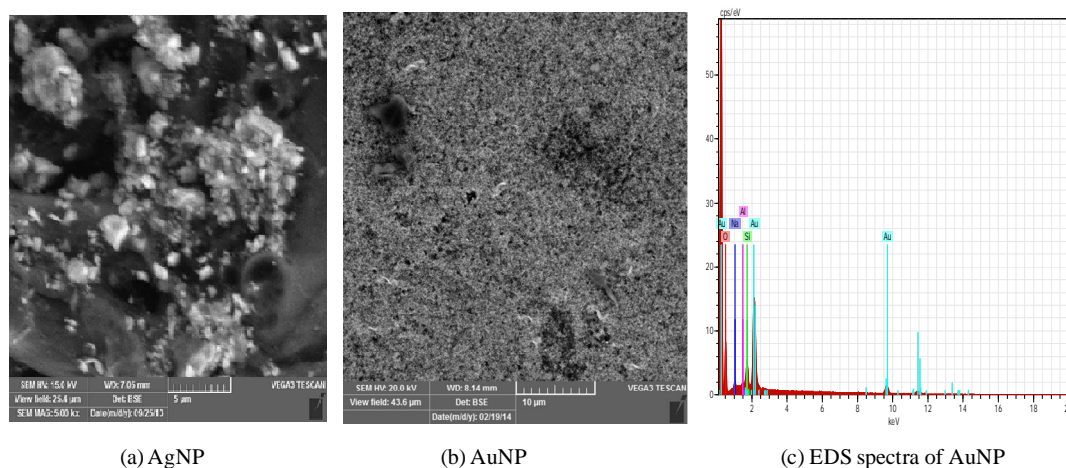 SEM HV: 15.0 kV WD: 7.05 mm VEGA3 TESCAN
View field: 25.6 µm Det: BSE 5 µm
SEM MAG: 5.00 kx Date(m/d/y):
SEM HV: 20.0 kV WD: 8.14 mm VEGA3 TESCAN
View field: 43.6 µm Det: BSE 10 µm
Date(m/d/y): 02/19/14
cps/eV
50
40
30
20
10
0
Al
Au Na Au Au
O Si
2 4 6 8 10 12 14 16 18 20
keV
(a) AgNP
(b) AuNP
(c) EDS spectra of AuNP